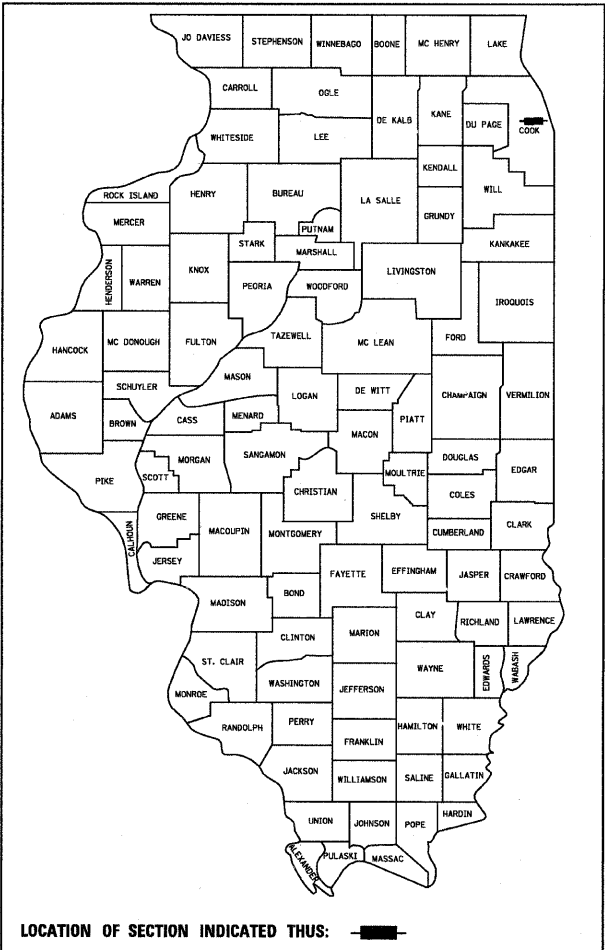 JO DAVIESS STEPHENSON WINNEBAGO BOONE MC HENRY LAKE
CARROLL OGLE DE KALB KANE DU PAGE COOK
WHITESIDE LEE KENDALL WILL
ROCK ISLAND HENRY BUREAU LA SALLE GRUNDY
MERCER PUTNAM KANKAKEE
STARK MARSHALL
HENDERSON WARREN KNOX PEORIA WOODFORD LIVINGSTON IROQUOIS
HANCOCK MC DONOUGH FULTON TAZEWELL MC LEAN FORD
MASON
SCHUYLER LOGAN DE WITT CHAMPAIGN VERMILION
ADAMS BROWN CASS MENARD PIATT
MACON
MORGAN SANGAMON DOUGLAS EDGAR
PIKE SCOTT CHRISTIAN MOULTRIE COLES
GREENE MACOUPIN SHELBY
CALHOUN MONTGOMERY CUMBERLAND CLARK
JERSEY FAYETTE EFFINGHAM JASPER CRAWFORD
MADISON BOND
CLAY RICHLAND LAWRENCE
CLINTON MARION
ST. CLAIR WAYNE EDWARDS WABASH
WASHINGTON JEFFERSON
MONROE
RANDOLPH PERRY HAMILTON WHITE
FRANKLIN
JACKSON WILLIAMSON SALINE GALLATIN
UNION JOHNSON POPE HARDIN
ALEXANDER PULASKI MASSAC
LOCATION OF SECTION INDICATED THUS: